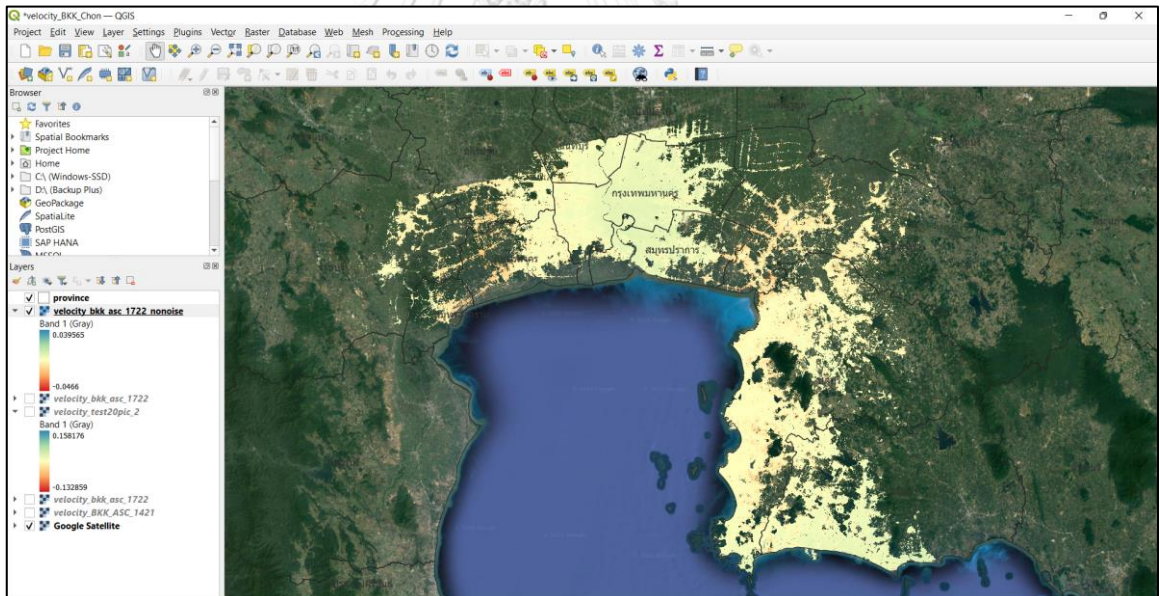 *velocity_BKK_Chon — QGIS
Project Edit View Layer Settings Plugins Vector Raster Database Web Mesh Processing Help
Browser
Favorites
Spatial Bookmarks
Project Home
Home
C:\ (Windows-SSD)
D:\ (Backup Plus)
GeoPackage
SpatiaLite
PostGIS
SAP HANA
MSSQL
Layers
province
velocity_bkk_asc_1722_nonoise
Band 1 (Gray)
0.039565
-0.0466
velocity_bkk_asc_1722
velocity_test20pic_2
Band 1 (Gray)
0.158176
-0.132859
velocity_bkk_asc_1722
velocity_BKK_ASC_1421
Google Satellite
กรุงเทพมหานคร
สมุทรปราการ